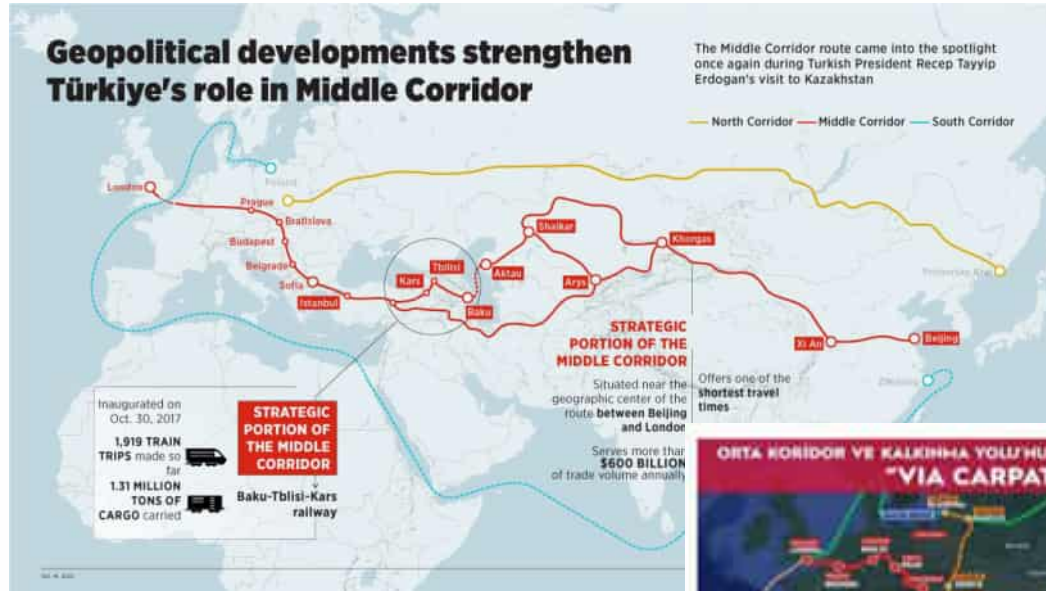 Geopolitical developments strengthen
Türkiye's role in Middle Corridor
The Middle Corridor route came into the spotlight
once again during Turkish President Recep Tayyip
Erdogan's visit to Kazakhstan
North Corridor
Middle Corridor
South Corridor
London
Poland
Prague
Bratislava
Budapest
Belgrade
Sofia
Istanbul
Kars
Tblisi
Baku
Aktau
Shalkar
Arys
Khorgas
Xi An
Beijing
STRATEGIC
PORTION OF THE
MIDDLE CORRIDOR
Situated near the
geographic center of the
route between Beijing
and London
Serves more than
$600 BILLION
of trade volume annually
Offers one of the
shortest travel
times
Inaugurated on
Oct. 30, 2017
1,919 TRAIN
TRIPS made so
far
1.31 MILLION
TONS OF
CARGO carried
STRATEGIC
PORTION OF
THE MIDDLE
CORRIDOR
Baku-Tblisi-Kars
railway
ORTA KORİDOR VE KALKINMA YOLU'NU
"VIA CARPAT